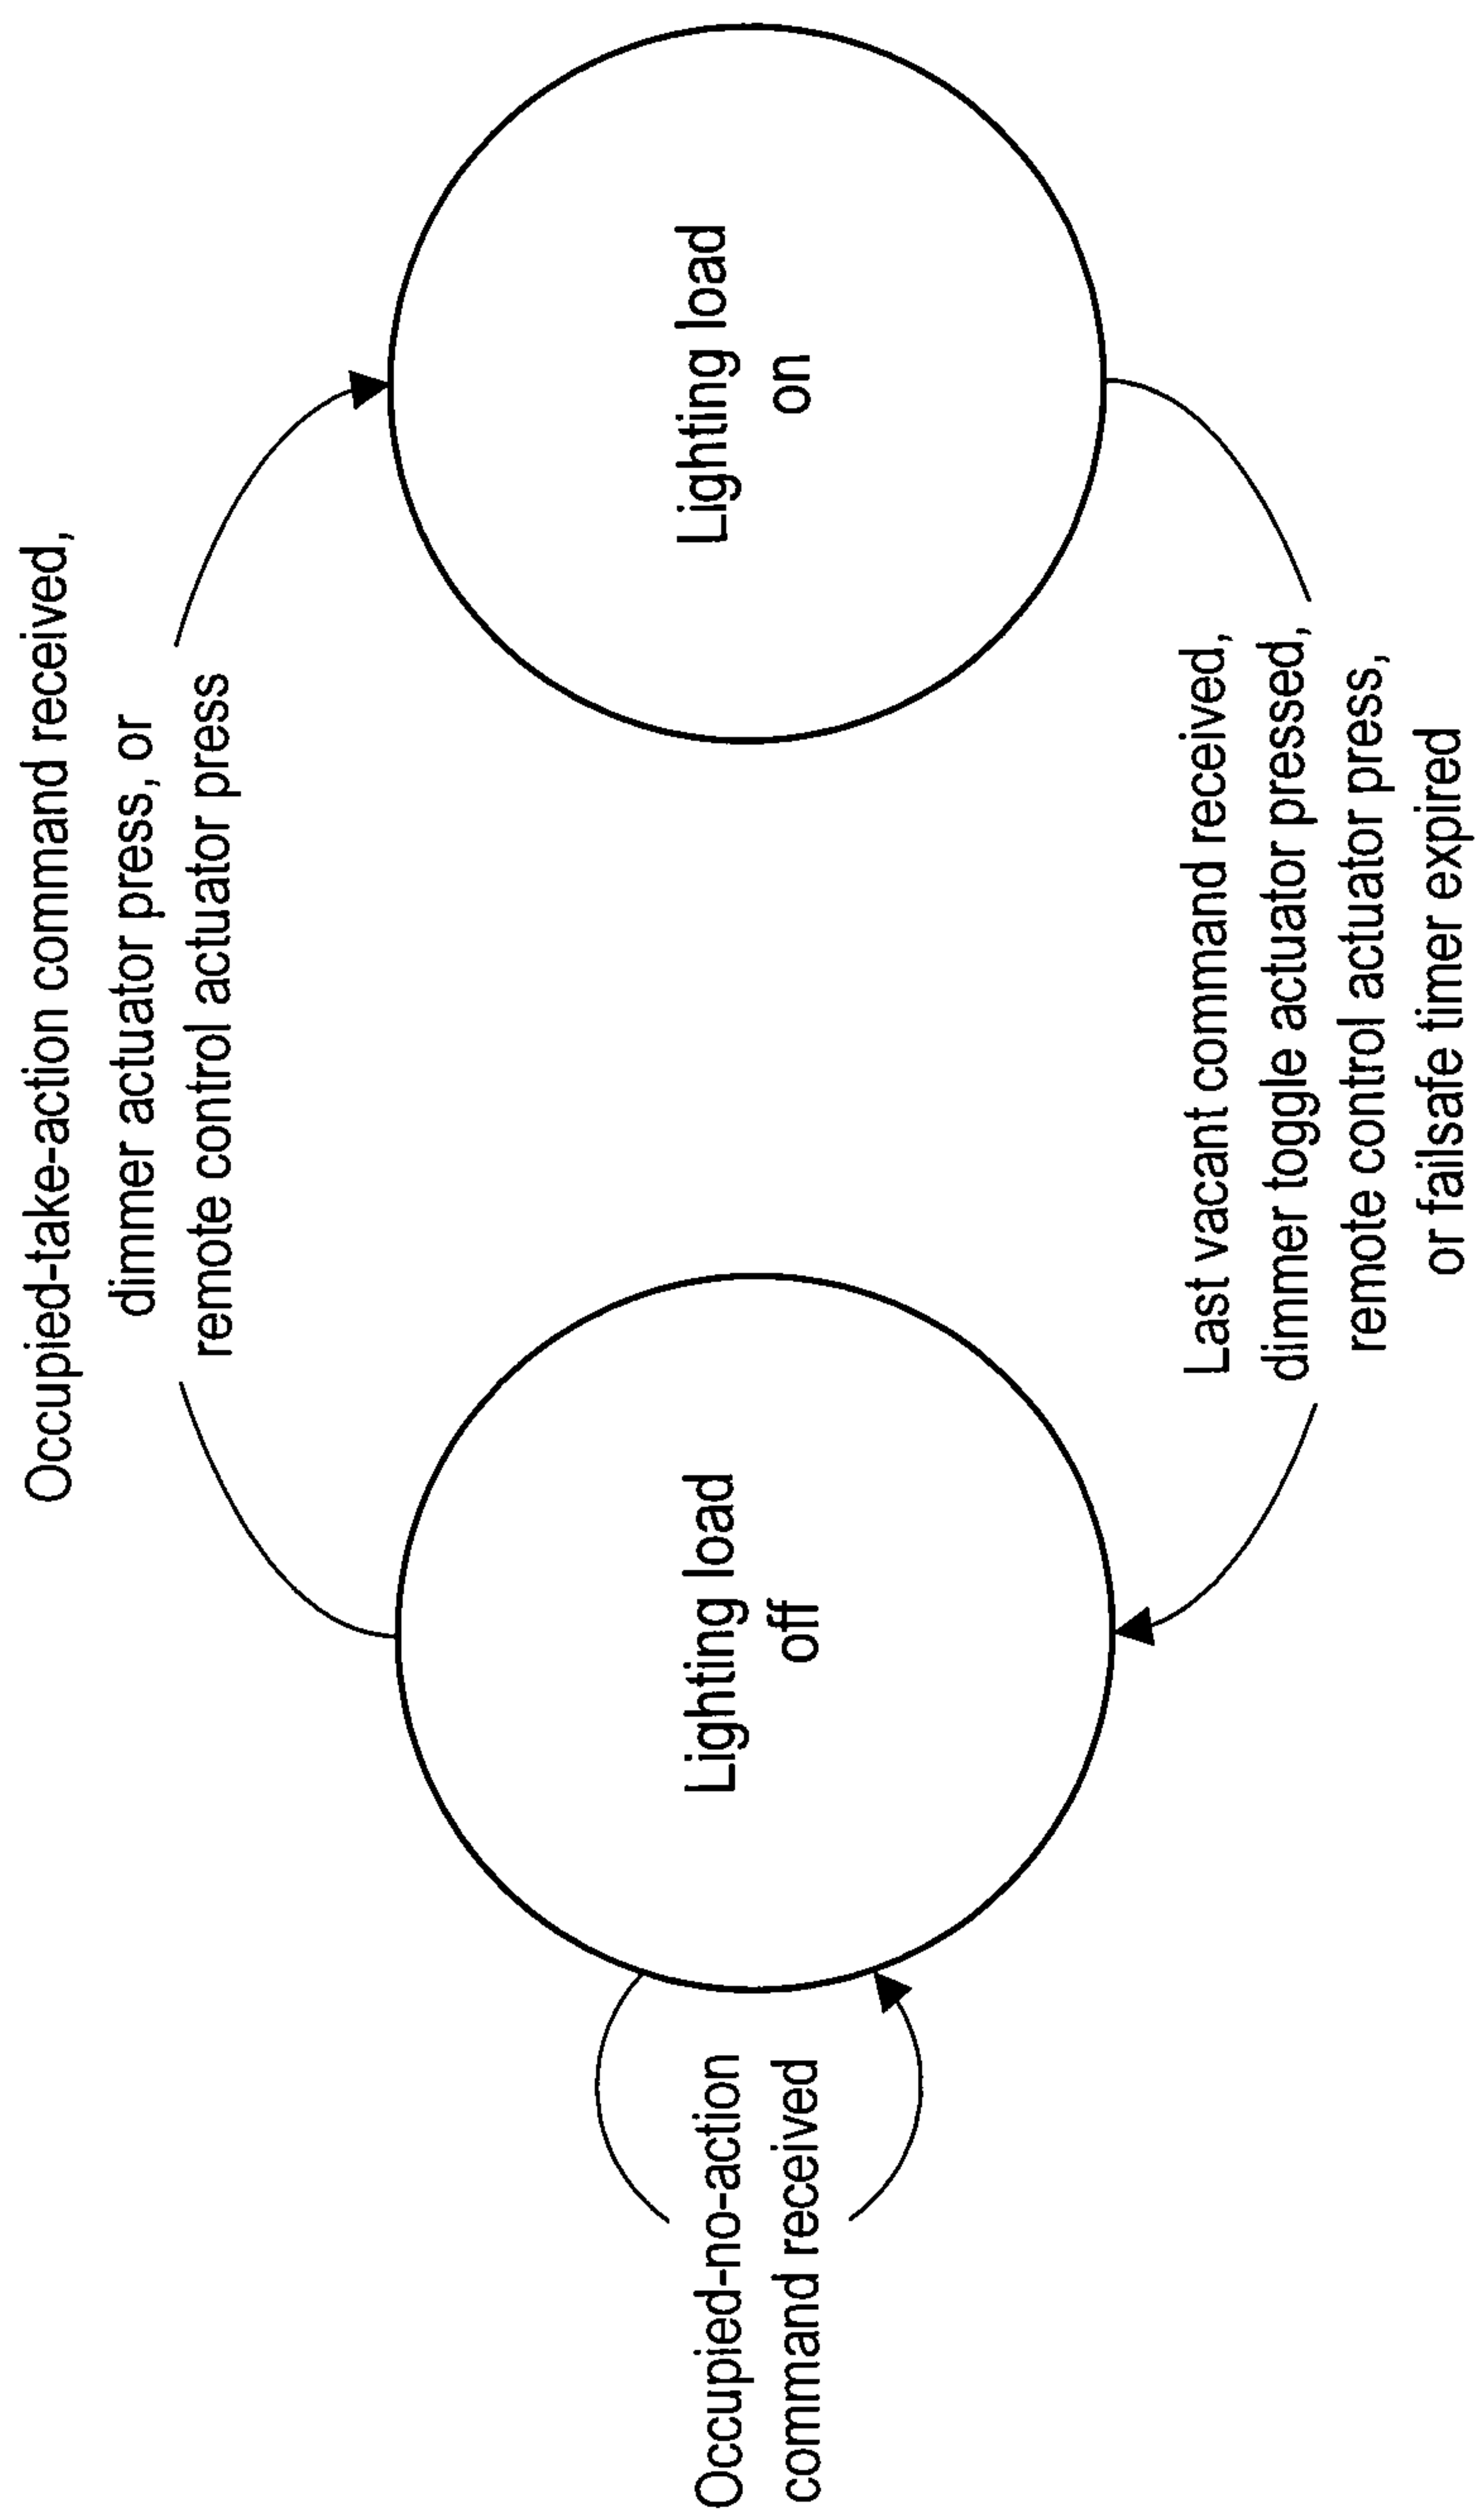 Occupied-take-action command received,
dimmer actuator press, or
remote control actuator press
Occupied-no-action
command received
Lighting load
off
Lighting load
on
Last vacant command received,
dimmer toggle actuator pressed,
remote control actuator press,
or failsafe timer expired